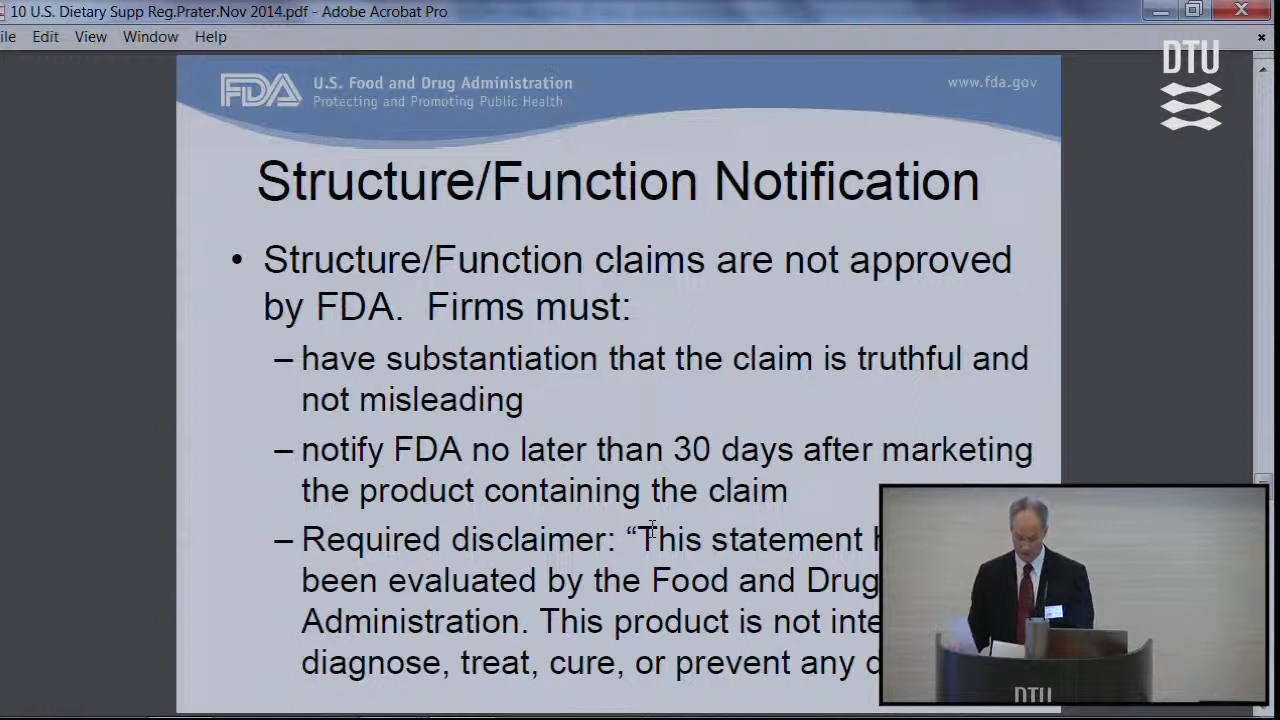 10 U.S. Dietary Supp Reg.Prater.Nov 2014.pdf - Adobe Acrobat Pro
ile Edit View Window Help
DTU
FDA U.S. Food and Drug Administration
Protecting and Promoting Public Health
www.fda.gov
Structure/Function Notification
• Structure/Function claims are not approved
by FDA. Firms must:
– have substantiation that the claim is truthful and
not misleading
– notify FDA no later than 30 days after marketing
the product containing the claim
– Required disclaimer: “This statement
been evaluated by the Food and Drug
Administration. This product is not inte
diagnose, treat, cure, or prevent any d
DTU